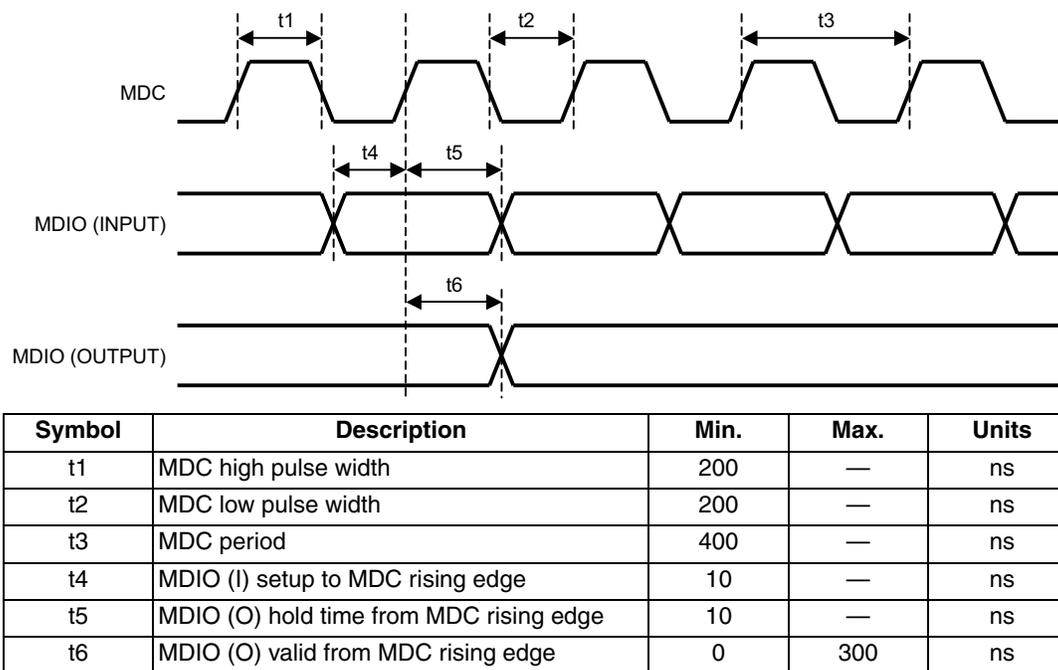 t1 t2 t3
MDC
t4 t5
MDIO (INPUT)
t6
MDIO (OUTPUT)
Symbol Description Min. Max. Units
t1 MDC high pulse width 200 — ns
t2 MDC low pulse width 200 — ns
t3 MDC period 400 — ns
t4 MDIO (I) setup to MDC rising edge 10 — ns
t5 MDIO (O) hold time from MDC rising edge 10 — ns
t6 MDIO (O) valid from MDC rising edge 0 300 ns